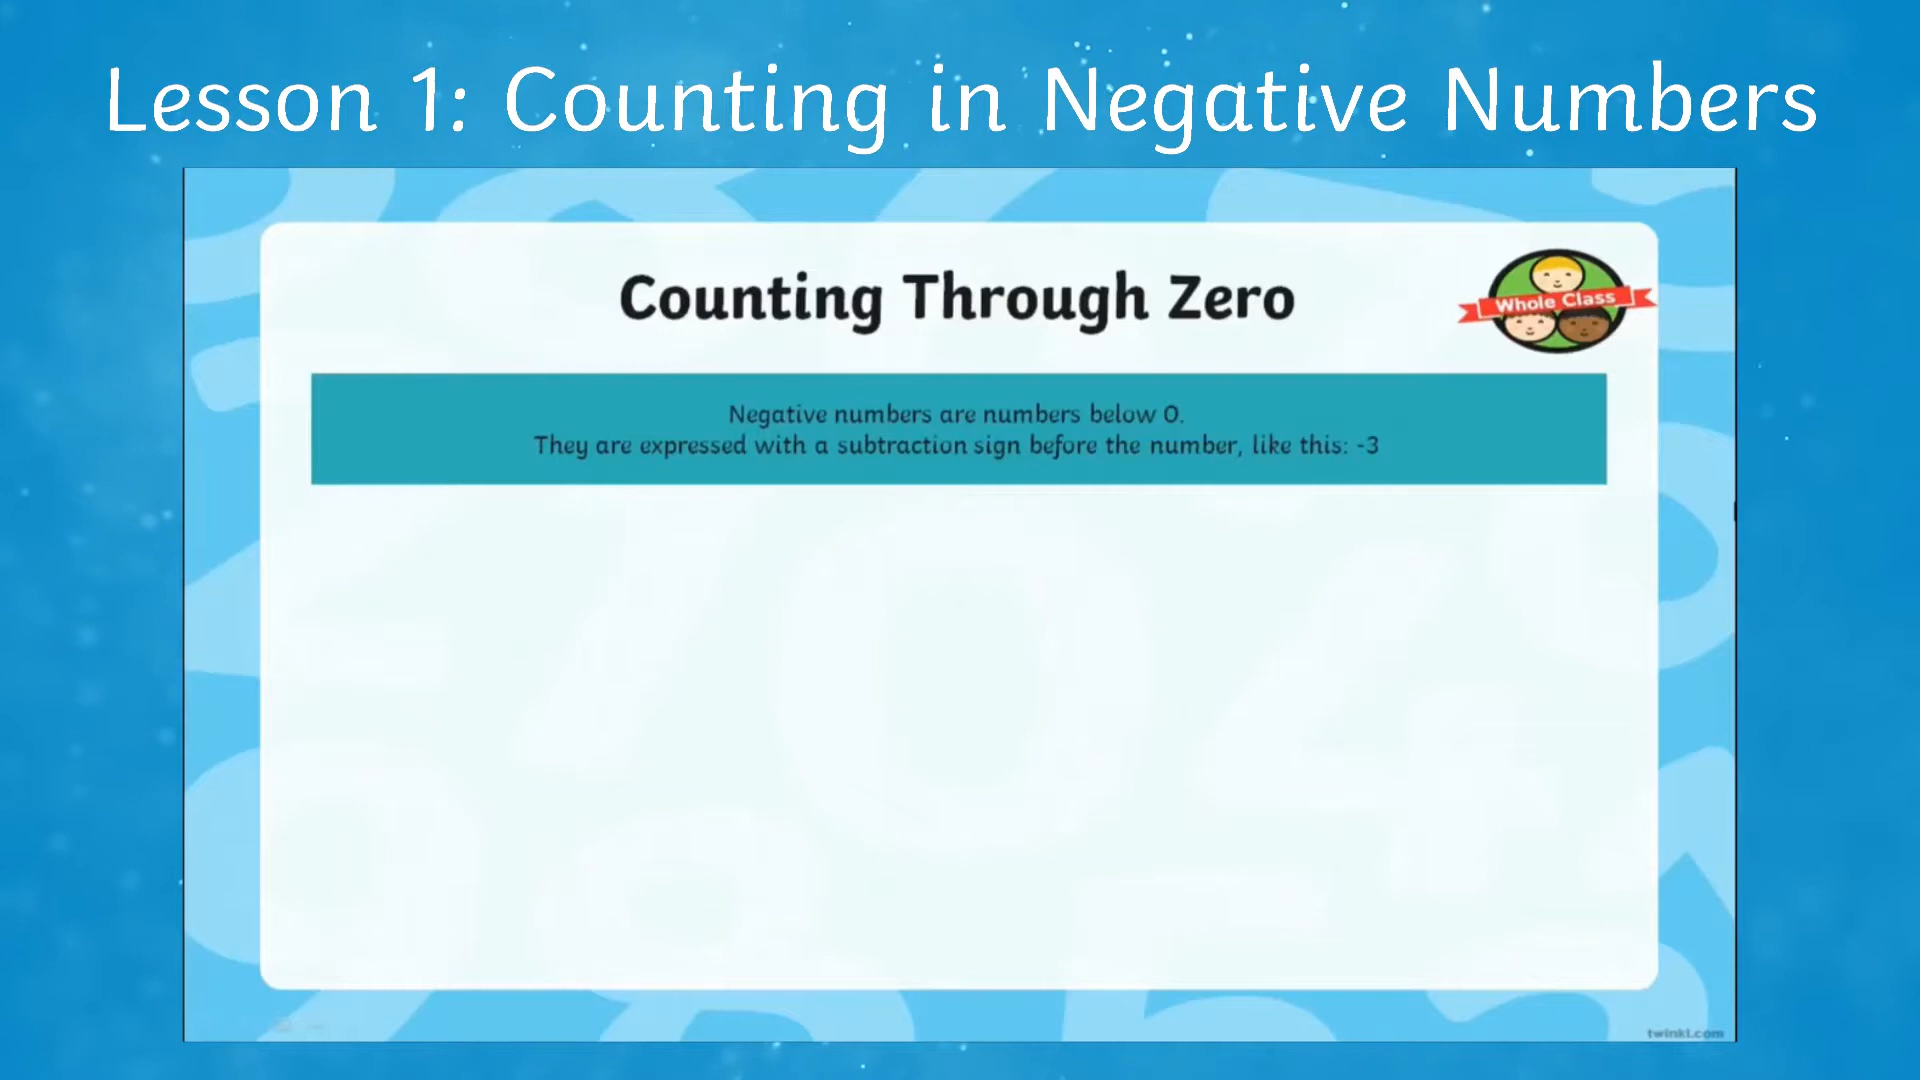 Lesson 1: Counting in Negative Numbers
Counting Through Zero
Whole Class
Negative numbers are numbers below 0.
They are expressed with a subtraction sign before the number, like this: -3
twinkl.com